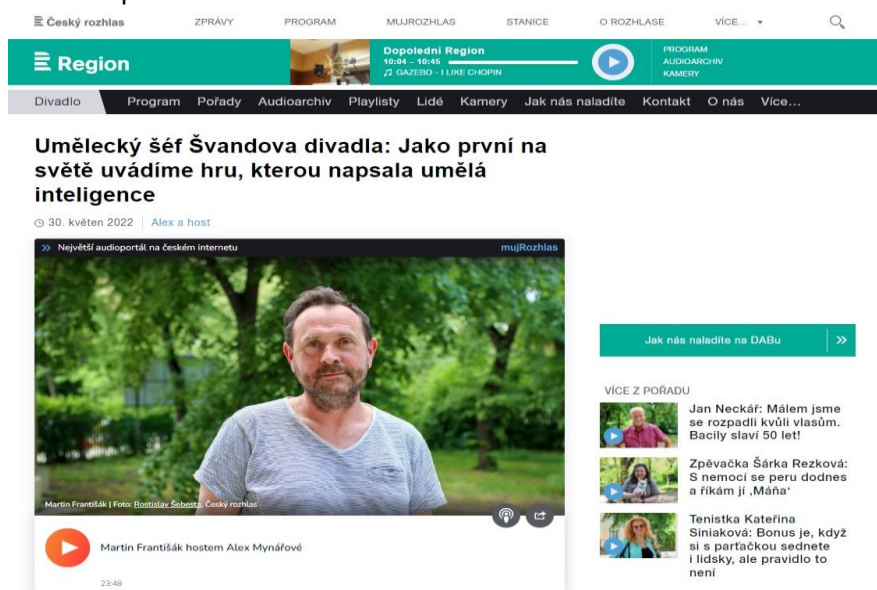 Český rozhlas ZPRÁVY PROGRAM MUJROZHLAS STANICE O ROZHLASE VÍCE...
Region
Dopolední Region
10:04 – 10:45
GAZEBO - I LIKE CHOPIN
PROGRAM
AUDIOARCHIV
KAMERY
Divadlo Program Pořady Audioarchiv Playlisty Lidé Kamery Jak nás naladíte Kontakt O nás Více...
Umělecký šéf Švandova divadla: Jako první na
světě uvádíme hru, kterou napsala umělá
inteligence
30. květen 2022 Alex a host
Největší audioportál na českém internetu mujRozhlas
Martin Františák | Foto: Rostislav Šebesta, Český rozhlas
Martin Františák hostem Alex Mynářové
23:48
Jak nás naladíte na DABu
VÍCE Z POŘADU
Jan Neckář: Málem jsme
se rozpadli kvůli vlasům.
Bacily slaví 50 let!
Zpěvačka Šárka Rezková:
S nemocí se peru dodnes
a říkám jí ‚Máňa‘
Tenistka Kateřina
Siniaková: Bonus je, když
si s parťačkou sednete
i lidsky, ale pravidlo to
není